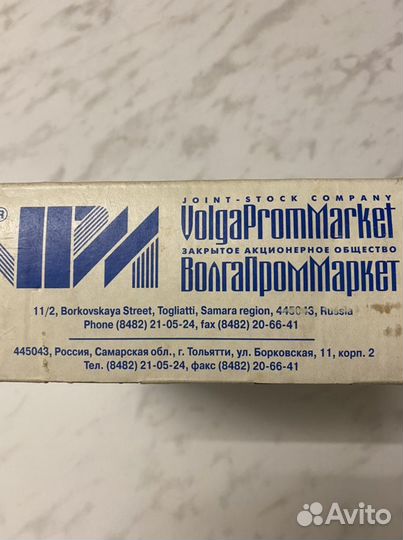 ®
JOINT-STOCK COMPANY
VolgaPromMarket
ЗАКРЫТОЕ АКЦИОНЕРНОЕ ОБЩЕСТВО
ВолгаПромМаркет
11/2, Borkovskaya Street, Togliatti, Samara region, 445043, Russia
Phone (8482) 21-05-24, fax (8482) 20-66-41
445043, Россия, Самарская обл., г. Тольятти, ул. Борковская, 11, корп. 2
Тел. (8482) 21-05-24, факс (8482) 20-66-41
Avito